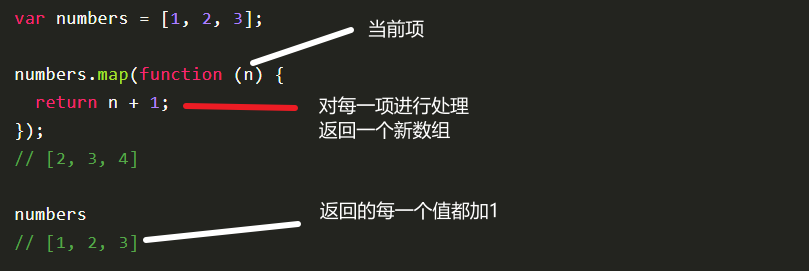 var numbers = [1, 2, 3];
当前项
numbers.map(function (n) {
return n + 1;
对每一项进行处理
返回一个新数组
});
// [2, 3, 4]
numbers
返回的每一个值都加1
// [1, 2, 3]